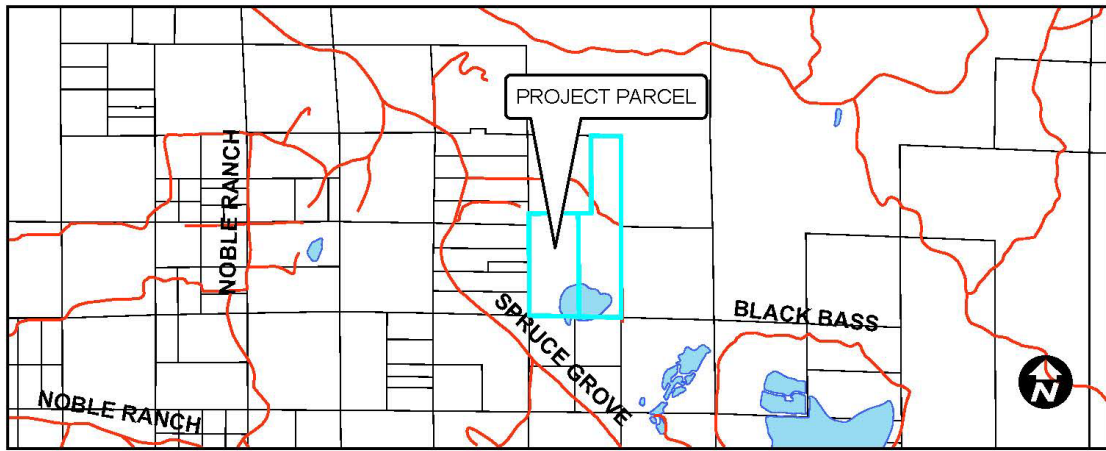 PROJECT PARCEL
NOBLE RANCH
SPRUCE GROVE
BLACK BASS
NOBLE RANCH
N